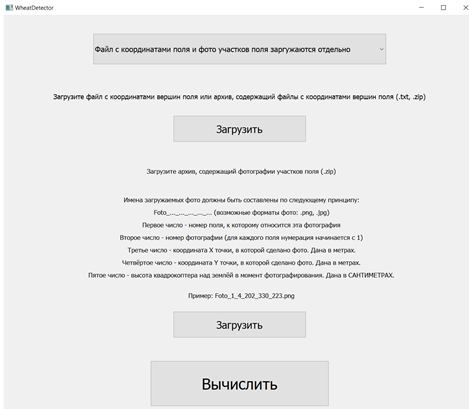 WheatDetector
Файл с координатами поля и фото участков поля заргужаются отдельно
Загрузите файл с координатами вершин поля или архив, содержащий файлы с координатами вершин поля (.txt, .zip)
Загрузить
Загрузите архив, содержащий фотографии участков поля (.zip)
Имена загружаемых фото должны быть составлены по следующему принципу:
Foto_..._..._..._..._... (возможные форматы фото: .png, .jpg)
Первое число - номер поля, к которому относится эта фотография
Второе число - номер фотографии (для каждого поля нумерация начинается с 1)
Третье число - координата X точки, в которой сделано фото. Дана в метрах.
Четвёртое число - координата Y точки, в которой сделано фото. Дана в метрах.
Пятое число - высота квадрокоптера над землёй в момент фотографирования. Дана в САНТИМЕТРАХ.
Пример: Foto_1_4_202_330_223.png
Загрузить
Вычислить